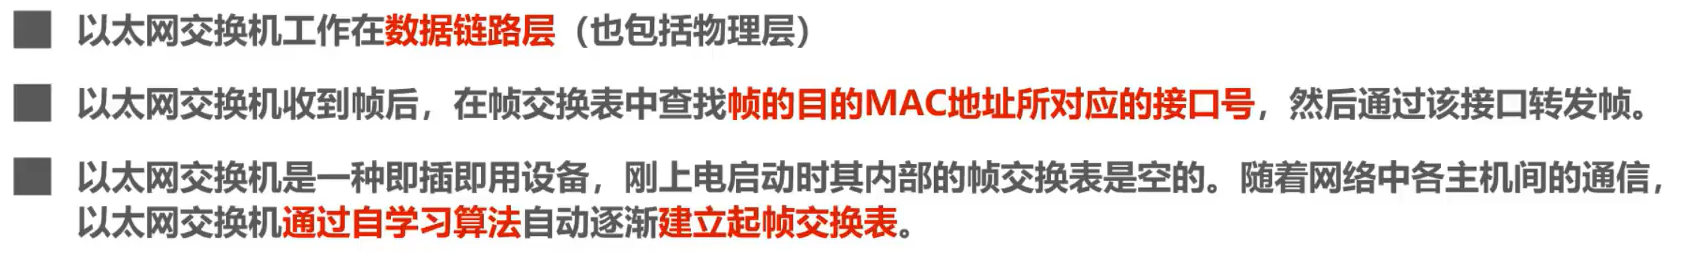 以太网交换机工作在数据链路层（也包括物理层）
以太网交换机收到帧后，在帧交换表中查找帧的目的MAC地址所对应的接口号，然后通过该接口转发帧。
以太网交换机是一种即插即用设备，刚上电启动时其内部的帧交换表是空的。随着网络中各主机间的通信，
以太网交换机通过自学习算法自动逐渐建立起帧交换表。